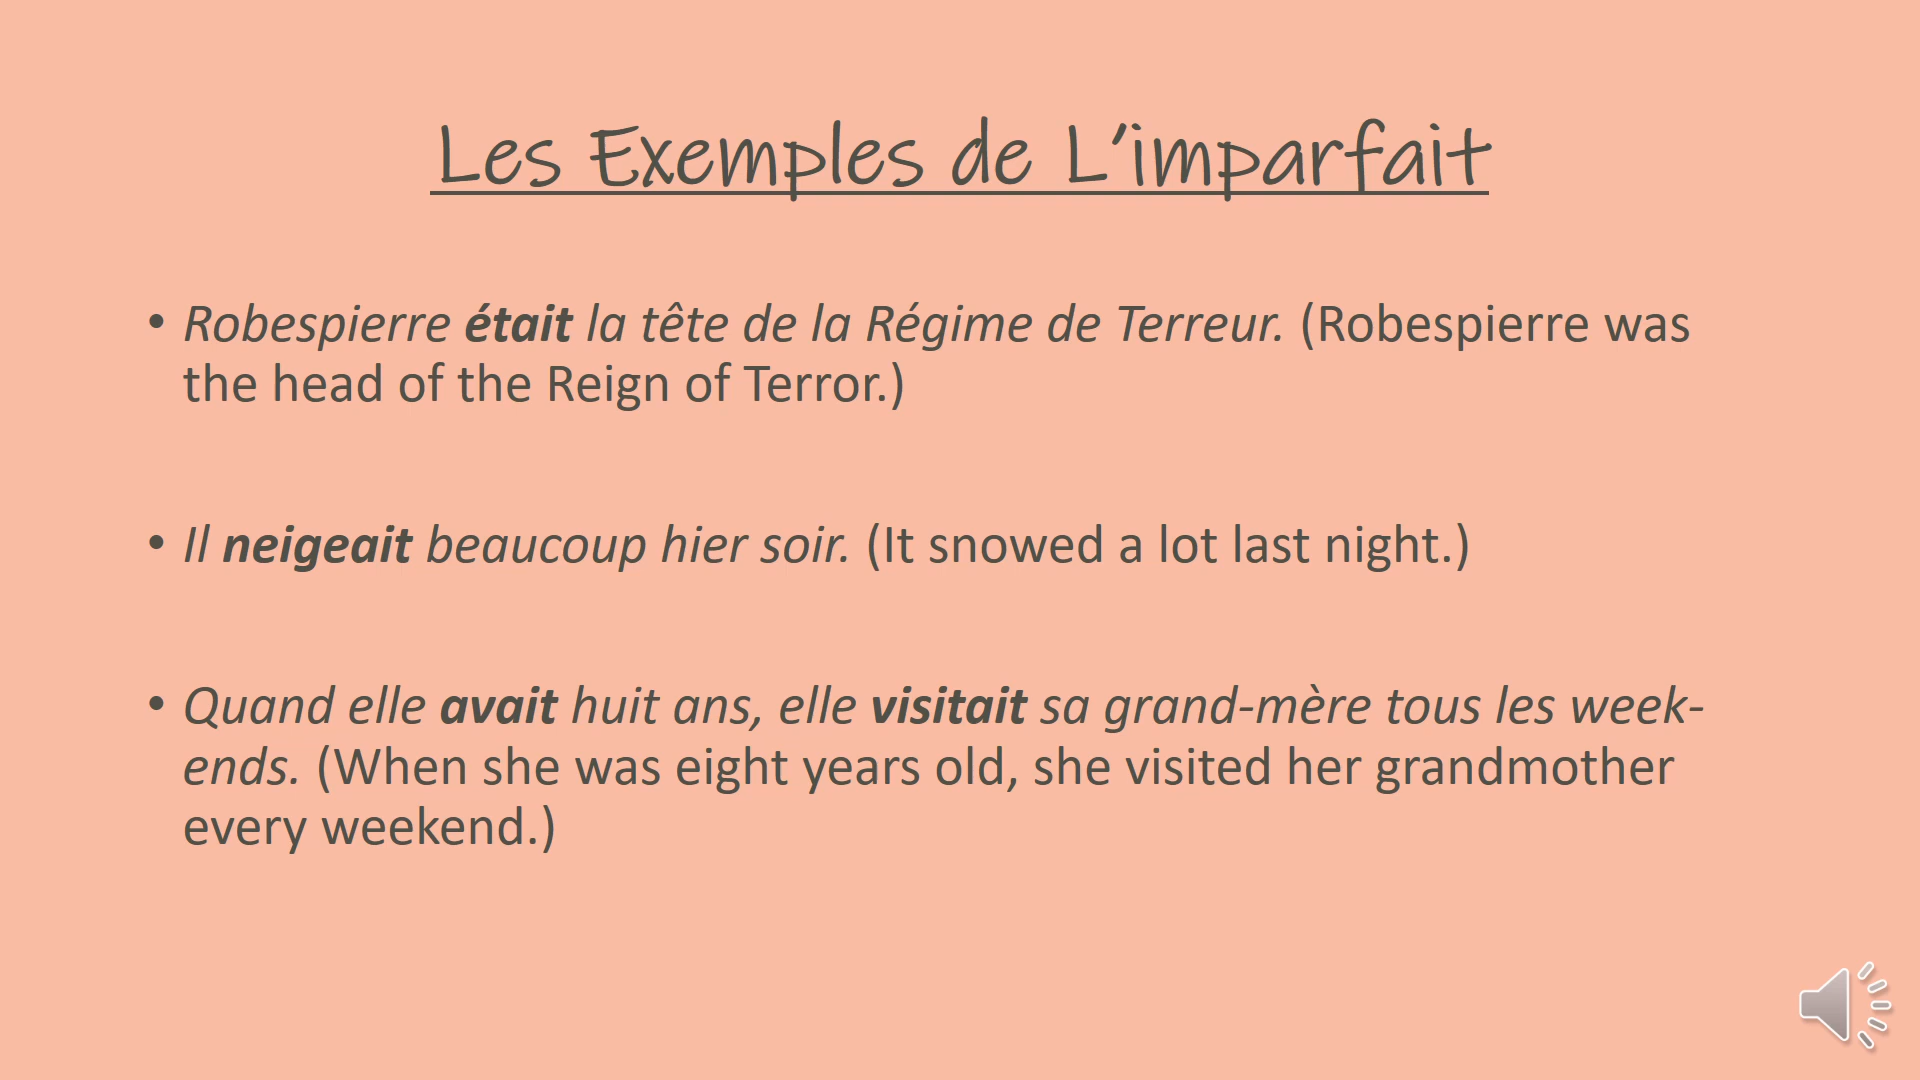 Les Exemples de L’imparfait
• Robespierre était la tête de la Régime de Terreur. (Robespierre was
the head of the Reign of Terror.)
• Il neigeait beaucoup hier soir. (It snowed a lot last night.)
• Quand elle avait huit ans, elle visitait sa grand-mère tous les week-
ends. (When she was eight years old, she visited her grandmother
every weekend.)